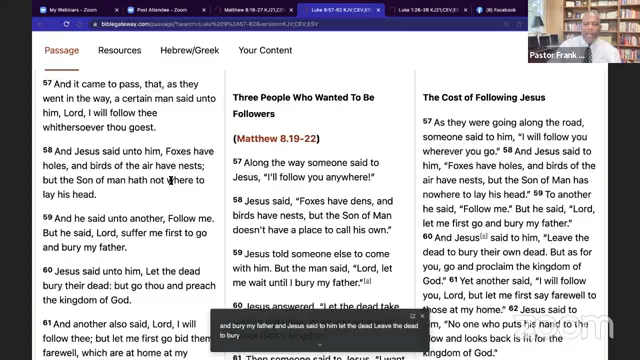 My Webinars - Zoom
Post Attendee - Zoom
Matthew 8:18-27 KJ21;CEV;ES
Luke 9:57-62 KJV;CEV;ESV
Luke 1:26-38 KJ21;CEV;ESV
(8) Facebook
biblegateway.com/passage/?search=Luke%209%3A57-62&version=KJV;CEV;ESV
Passage
Resources
Hebrew/Greek
Your Content
Pastor Frank
57 And it came to pass, that, as they
went in the way, a certain man said unto
him, Lord, I will follow thee
whithersoever thou goest.
58 And Jesus said unto him, Foxes have
holes, and birds of the air have nests;
but the Son of man hath not where to
lay his head.
59 And he said unto another, Follow me.
But he said, Lord, suffer me first to go
and bury my father.
60 Jesus said unto him, Let the dead
bury their dead: but go thou and preach
the kingdom of God.
61 And another also said, Lord, I will
follow thee; but let me first go bid them
farewell, which are at home at my
Three People Who Wanted To Be
Followers
(Matthew 8.19-22)
57 Along the way someone said to
Jesus, "I'll follow you anywhere!"
58 Jesus said, "Foxes have dens, and
birds have nests, but the Son of Man
doesn't have a place to call his own."
59 Jesus told someone else to come
with him. But the man said, "Lord, let
me wait until I bury my father."[a]
60 Jesus answered, "Let the dead take
61 Then someone said to Jesus, "I want
The Cost of Following Jesus
57 As they were going along the road,
someone said to him, "I will follow you
wherever you go." 58 And Jesus said to
him, "Foxes have holes, and birds of the
air have nests, but the Son of Man has
nowhere to lay his head." 59 To another
he said, "Follow me." But he said, "Lord,
let me first go and bury my father."
60 And Jesus[a] said to him, "Leave the
dead to bury their own dead. But as for
you, go and proclaim the kingdom of
God." 61 Yet another said, "I will follow
you, Lord, but let me first say farewell to
those at my home." 62 Jesus said to him,
"No one who puts his hand to the
plow and looks back is fit for the
kingdom of God."
and bury my father and Jesus said to him let the dead Leave the dead
to bury
zoom